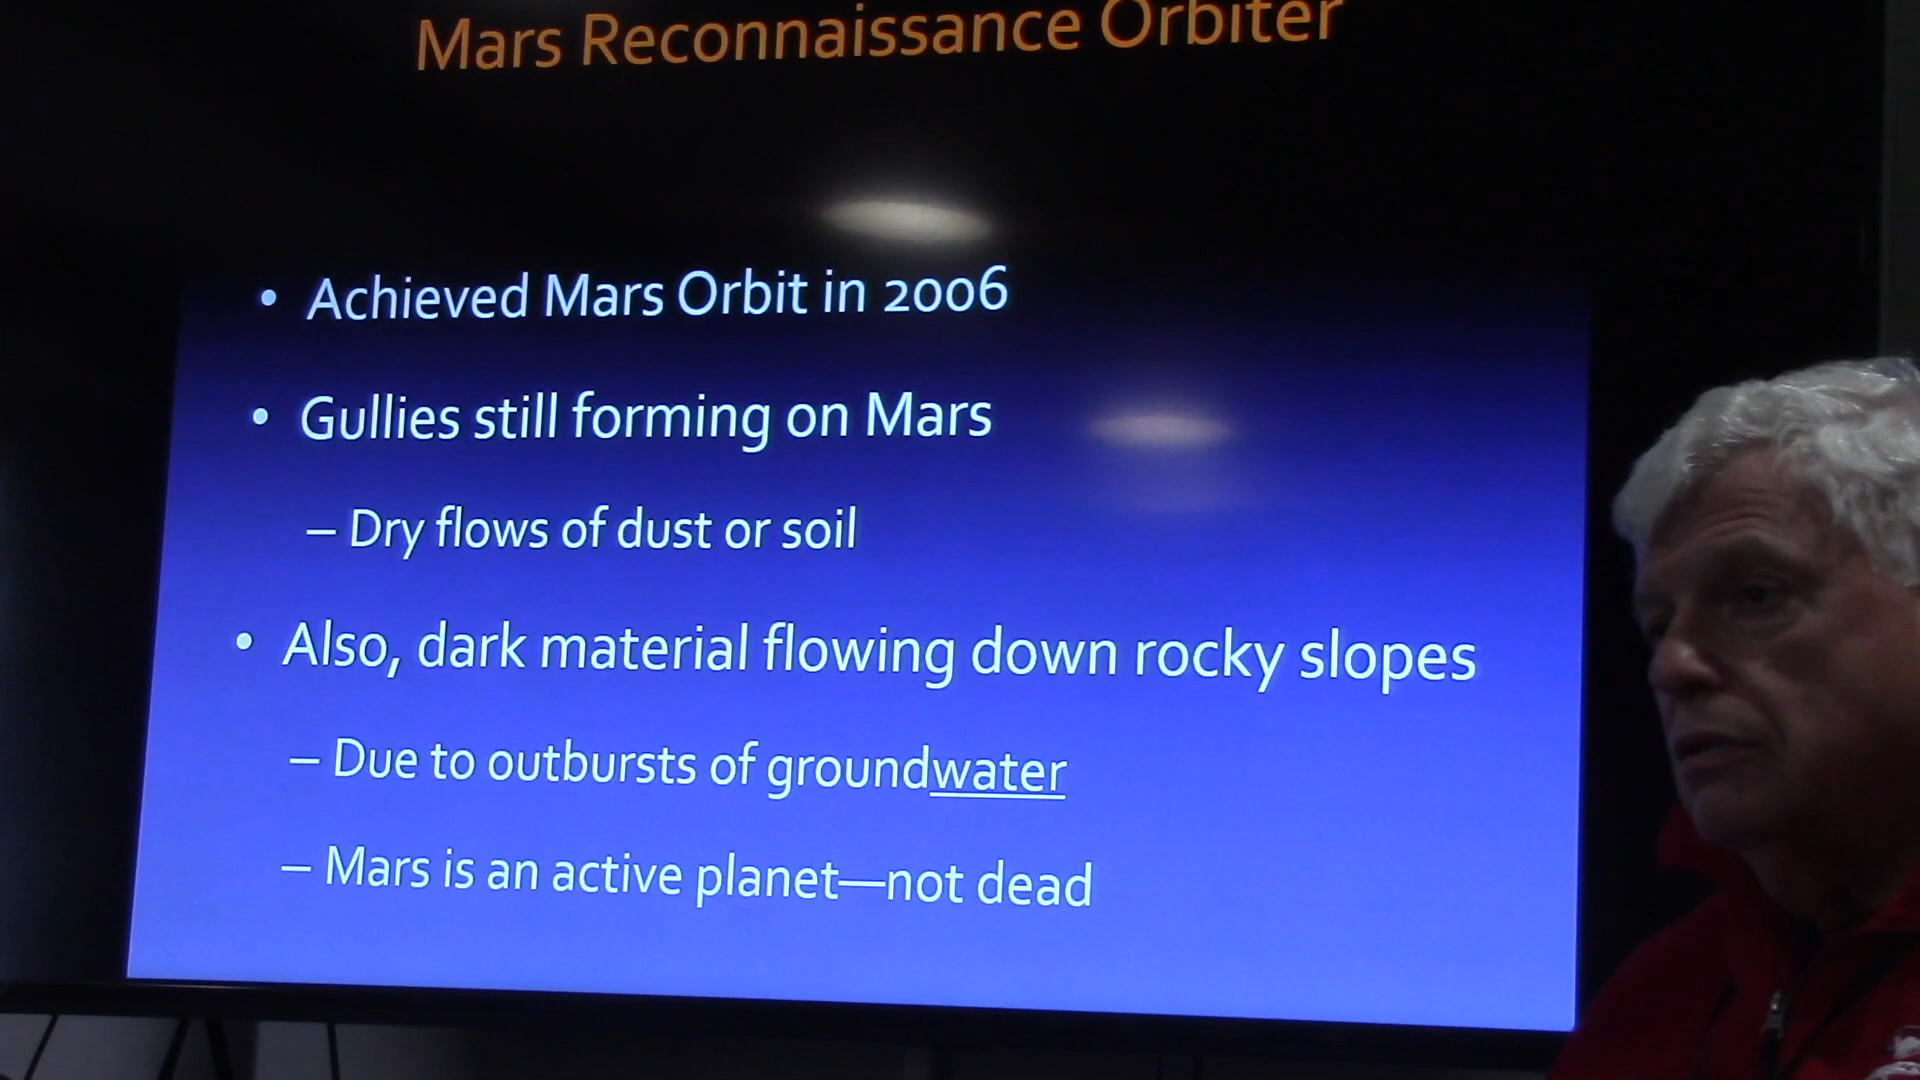 Mars Reconnaissance Orbiter
• Achieved Mars Orbit in 2006
• Gullies still forming on Mars
– Dry flows of dust or soil
• Also, dark material flowing down rocky slopes
– Due to outbursts of groundwater
– Mars is an active planet—not dead